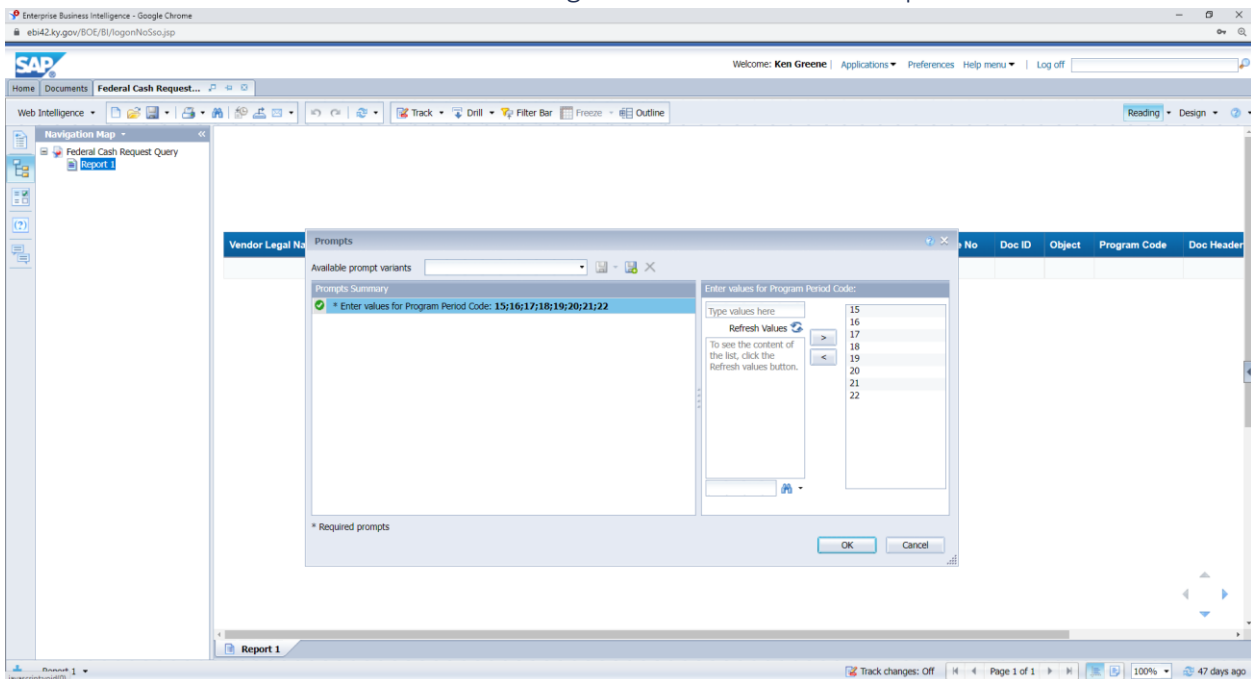 Enterprise Business Intelligence - Google Chrome
ebi42.ky.gov/BOE/BI/logonNoSso.jsp
SAP
Welcome: Ken Greene | Applications Preferences Help menu | Log off
Home Documents Federal Cash Request...
Web Intelligence Track Drill Filter Bar Freeze Outline Reading Design
Navigation Map
Federal Cash Request Query
Report 1
Vendor Legal Na No Doc ID Object Program Code Doc Header
Prompts
Available prompt variants
Prompts Summary
* Enter values for Program Period Code: 15;16;17;18;19;20;21;22
Enter values for Program Period Code:
Type values here
Refresh Values
To see the content of
the list, click the
Refresh values button.
>
<
15
16
17
18
19
20
21
22
* Required prompts
OK Cancel
Report 1
Report 1 Track changes: Off Page 1 of 1 100% 47 days ago